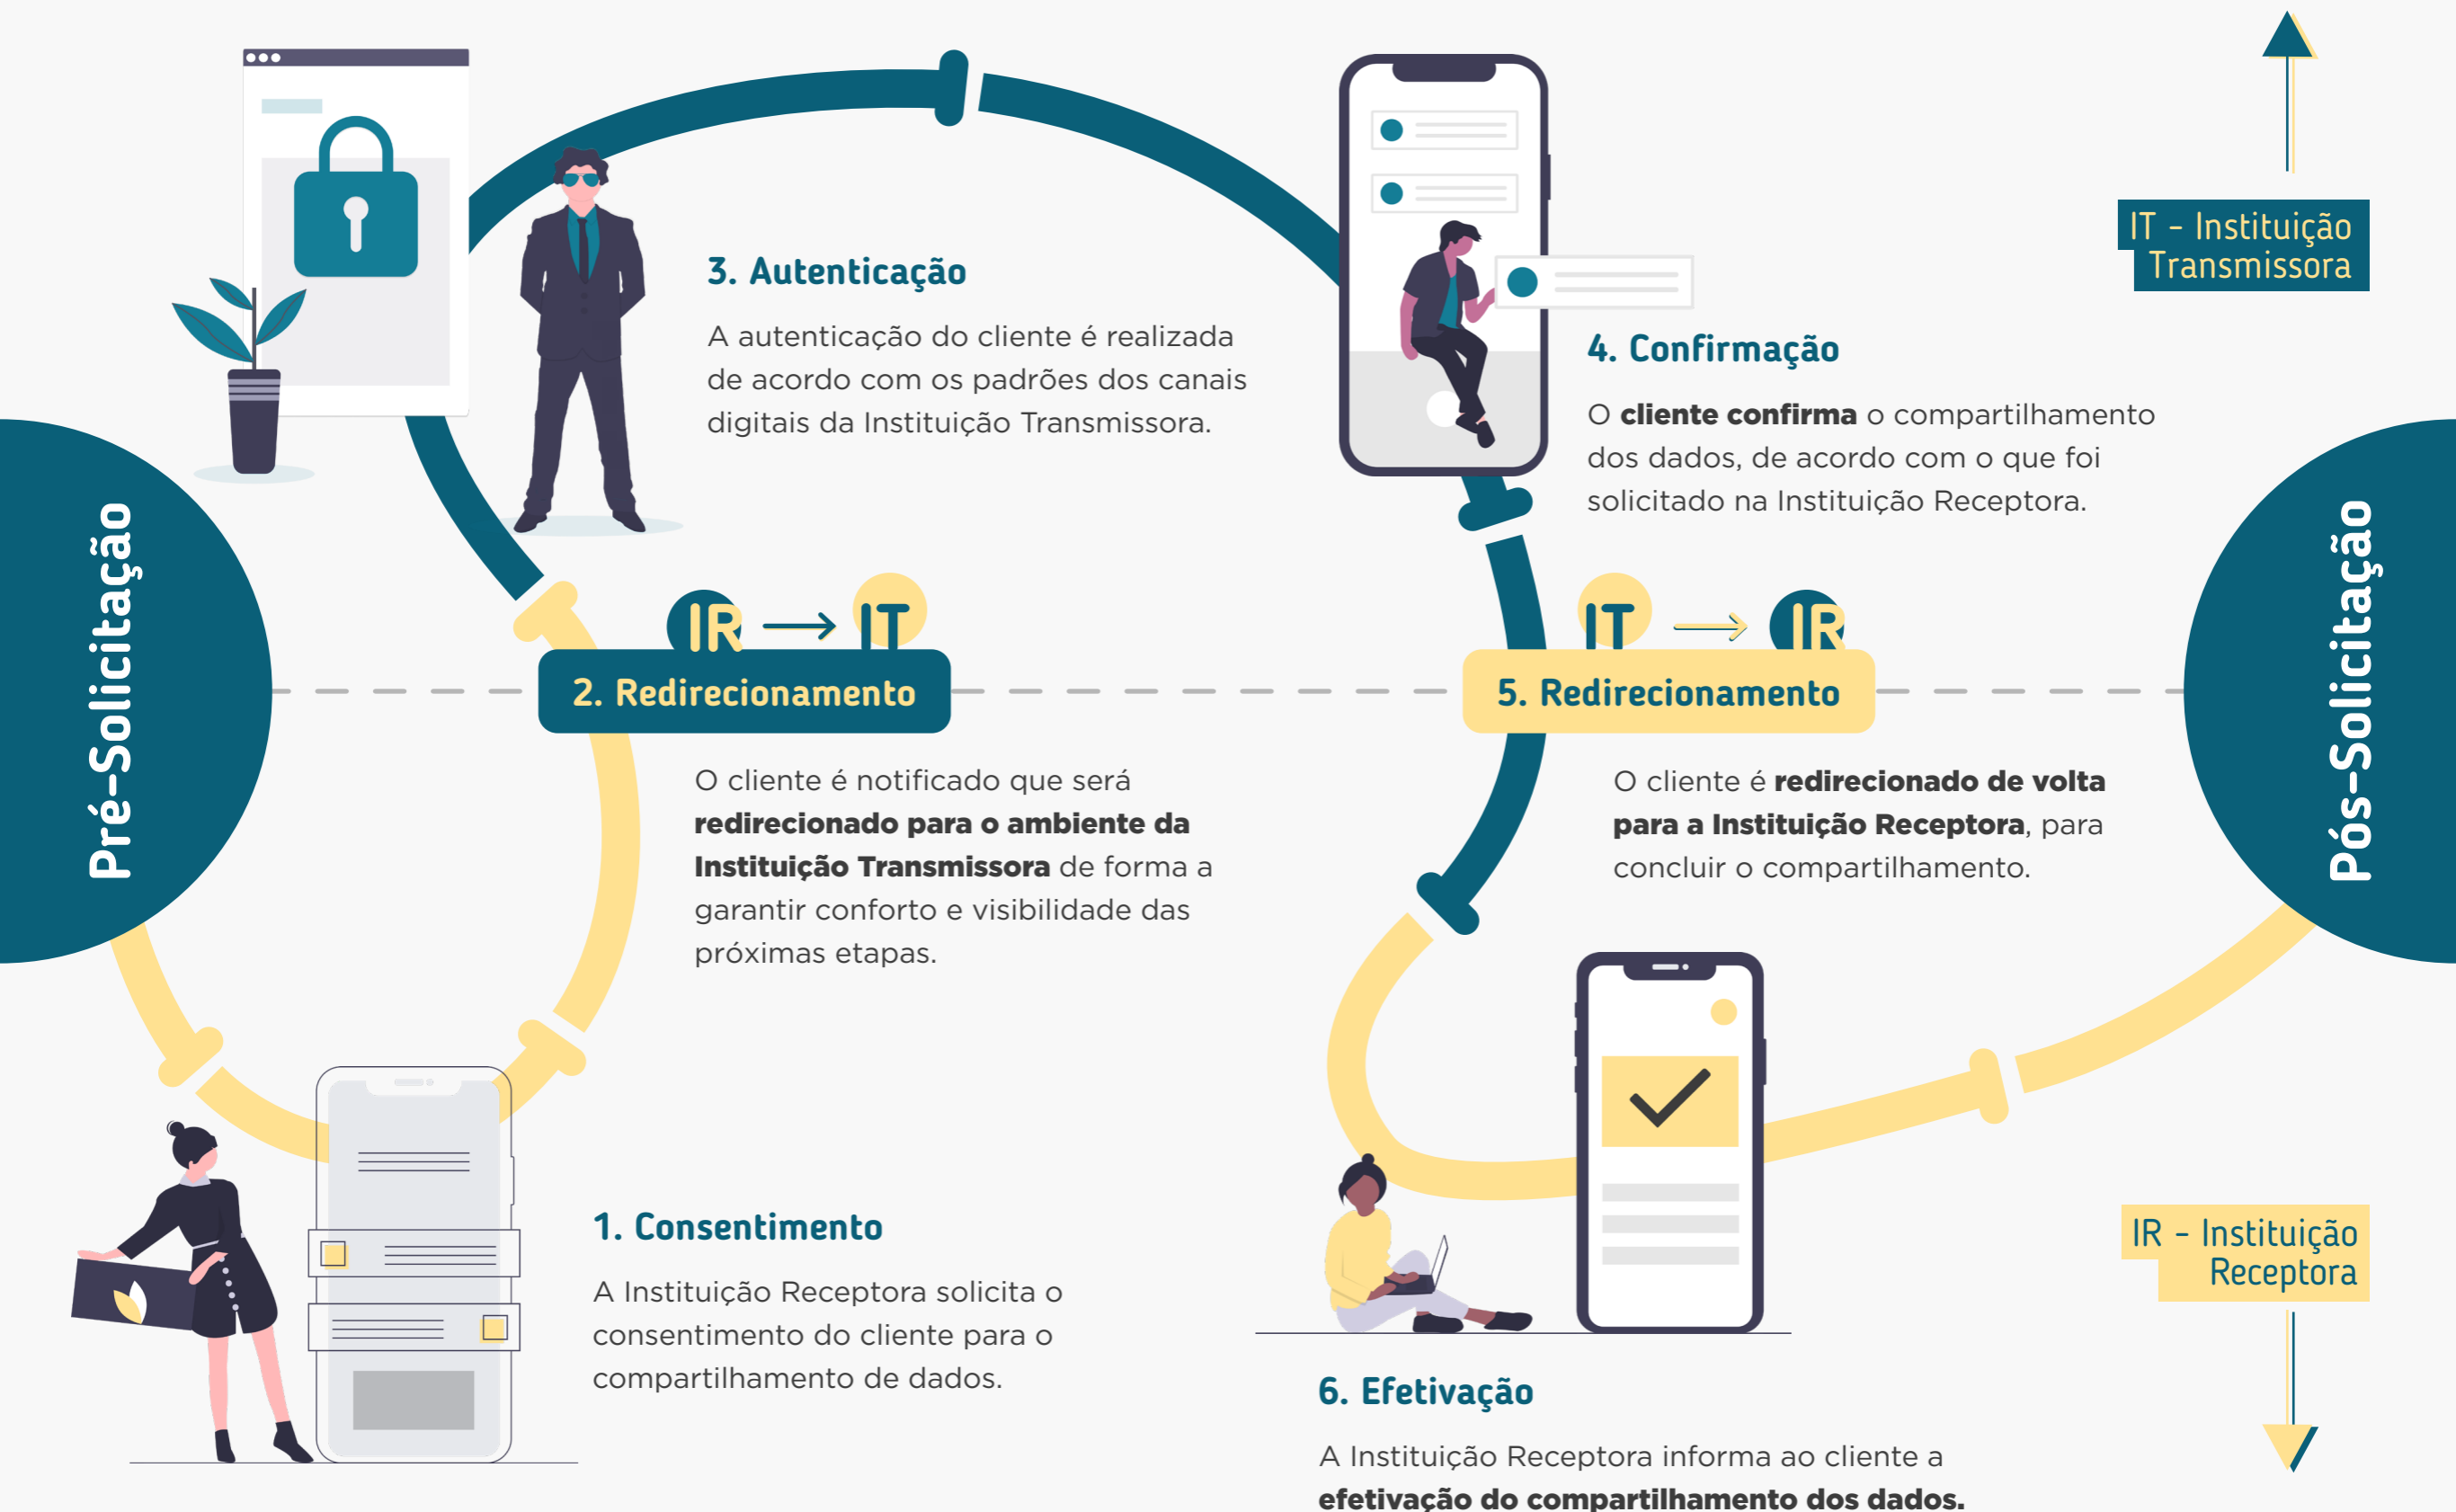 Pré-Solicitação
1. Consentimento
A Instituição Receptora solicita o
consentimento do cliente para o
compartilhamento de dados.
IR → IT
2. Redirecionamento
O cliente é notificado que será
redirecionado para o ambiente da
Instituição Transmissora de forma a
garantir conforto e visibilidade das
próximas etapas.
3. Autenticação
A autenticação do cliente é realizada
de acordo com os padrões dos canais
digitais da Instituição Transmissora.
4. Confirmação
O cliente confirma o compartilhamento
dos dados, de acordo com o que foi
solicitado na Instituição Receptora.
IT → IR
5. Redirecionamento
O cliente é redirecionado de volta
para a Instituição Receptora, para
concluir o compartilhamento.
6. Efetivação
A Instituição Receptora informa ao cliente a
efetivação do compartilhamento dos dados.
Pós-Solicitação
IT - Instituição
Transmissora
IR - Instituição
Receptora